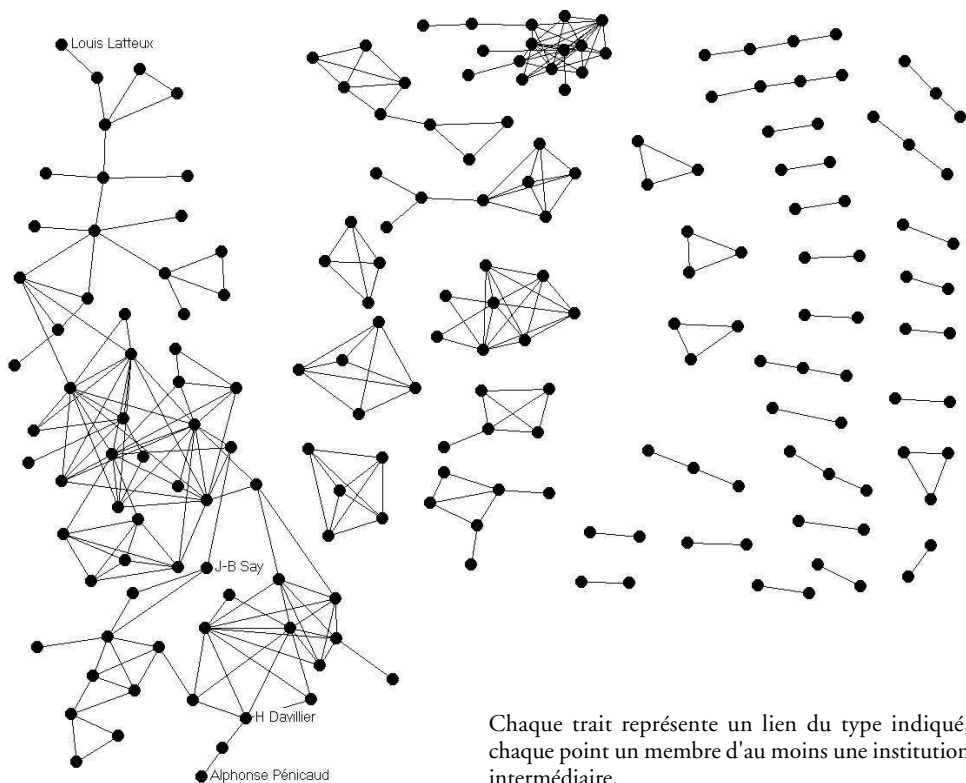 Louis Latteux
J-B Say
H Davillier
Alphonse Pénicaud
Chaque trait représente un lien du type indiqué,
chaque point un membre d'au moins une institution
intermédiaire.